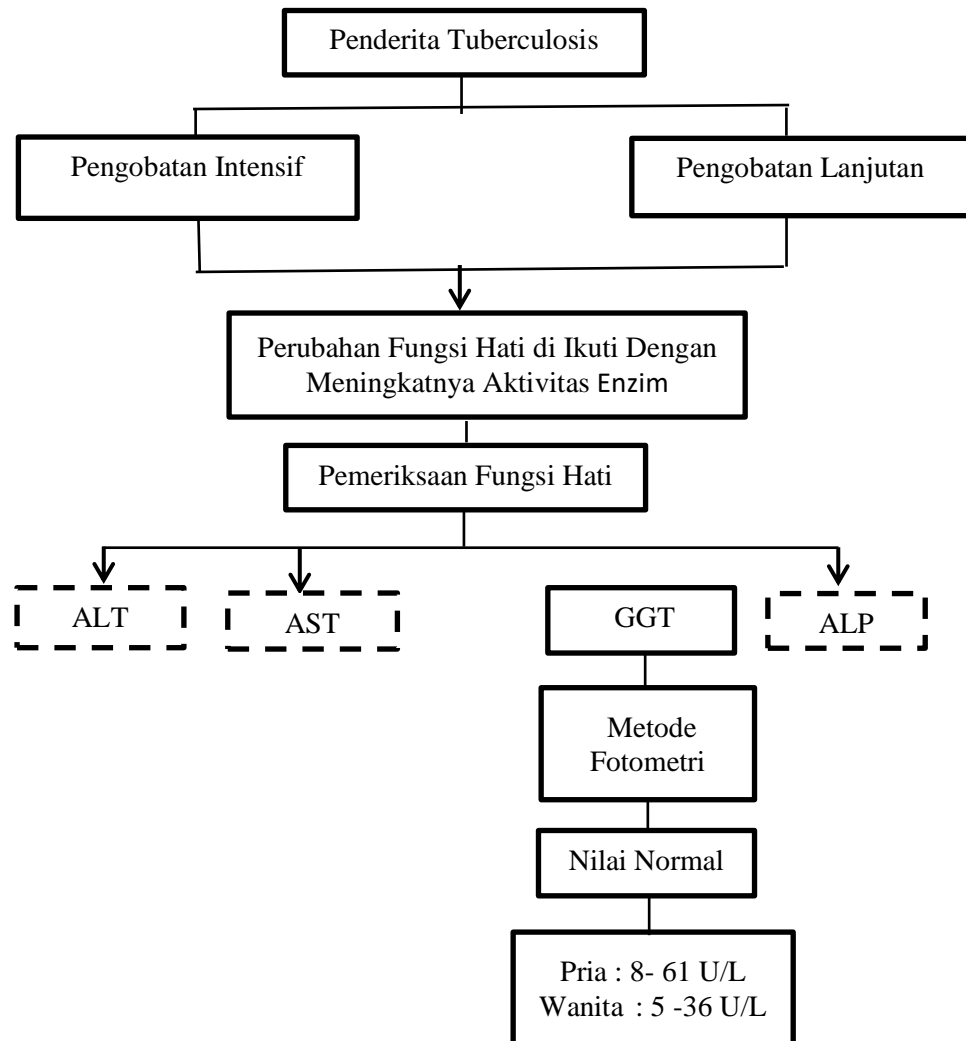 Penderita Tuberculosis
Pengobatan Intensif
Pengobatan Lanjutan
Perubahan Fungsi Hati di Ikuti Dengan
Meningkatnya Aktivitas Enzim
Pemeriksaan Fungsi Hati
ALT
AST
GGT
ALP
Metode
Fotometri
Nilai Normal
Pria : 8- 61 U/L
Wanita : 5 -36 U/L